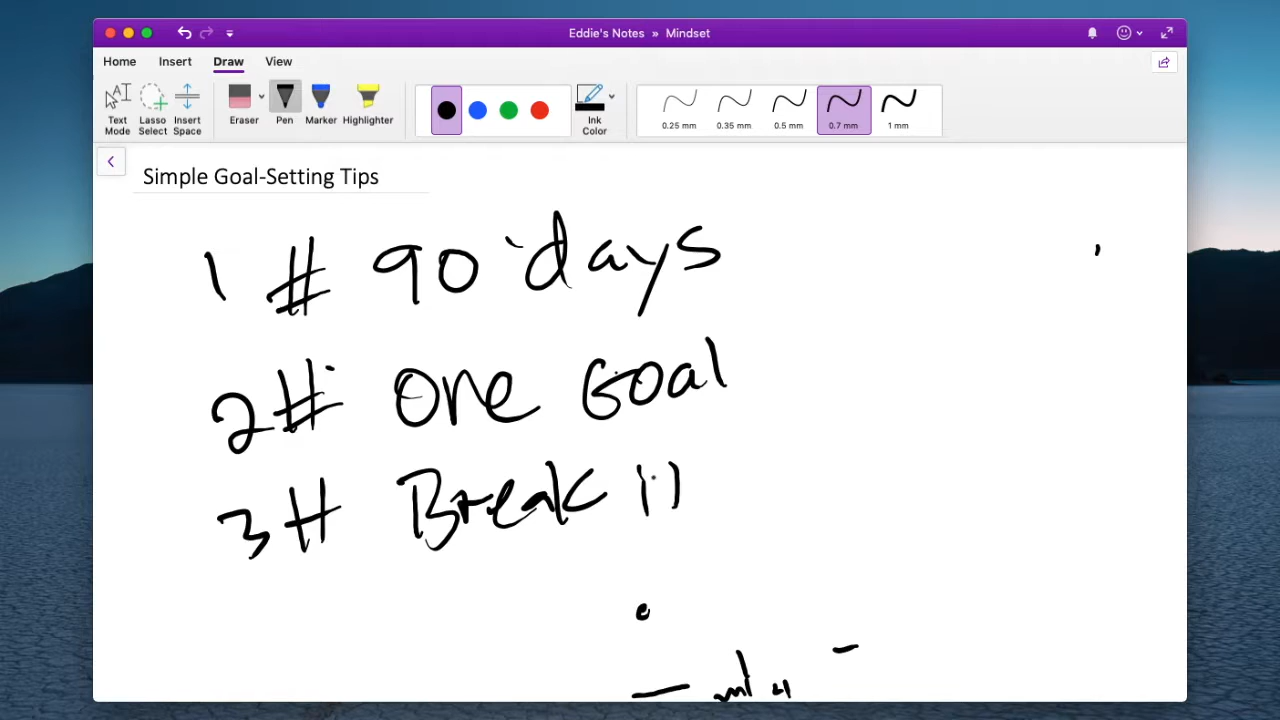 Eddie's Notes » Mindset
Home Insert Draw View
Text Mode Lasso Select Insert Space Eraser Pen Marker Highlighter Ink Color 0.25 mm 0.35 mm 0.5 mm 0.7 mm 1 mm
Simple Goal-Setting Tips
1 # 90 days
2# One Goal
3# Break